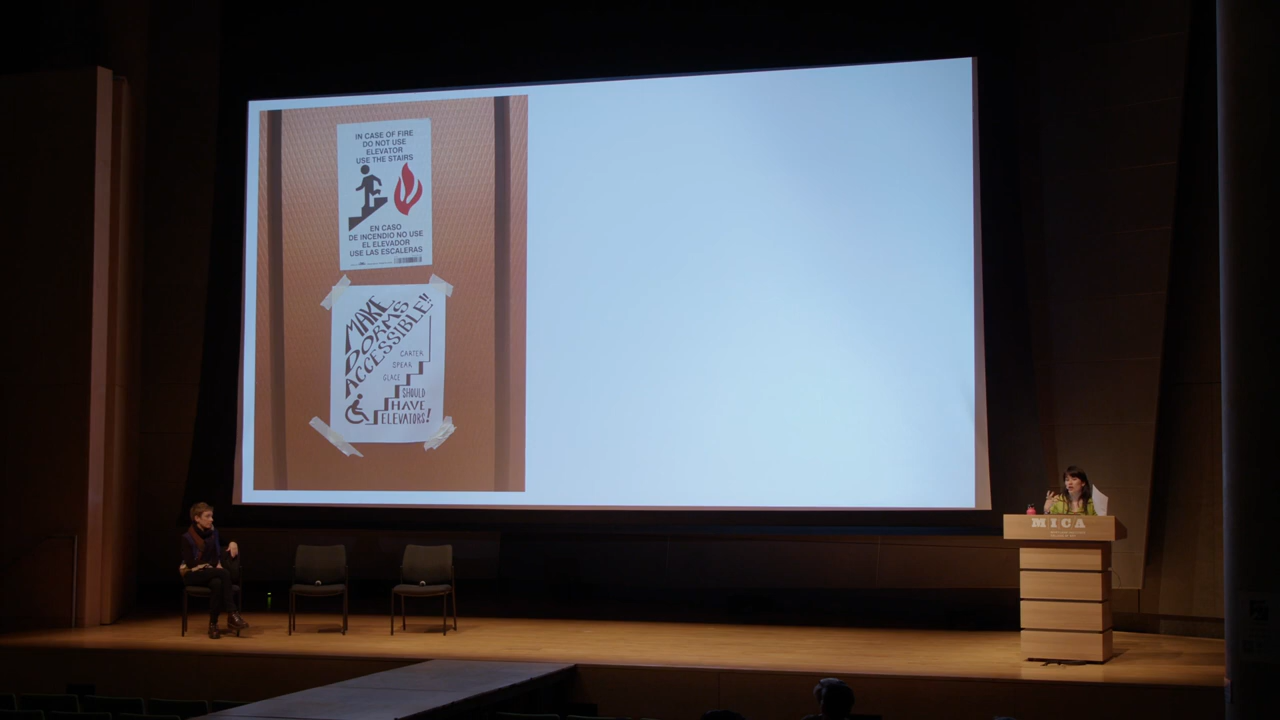 IN CASE OF FIRE
DO NOT USE
ELEVATOR
USE THE STAIRS
EN CASO
DE INCENDIO NO USE
EL ELEVADOR
USE LAS ESCALERAS
MAKE
DORMS
ACCESSIBLE!!
CARTER
SPEAR
GLACE
SHOULD
HAVE
ELEVATORS!
MICA